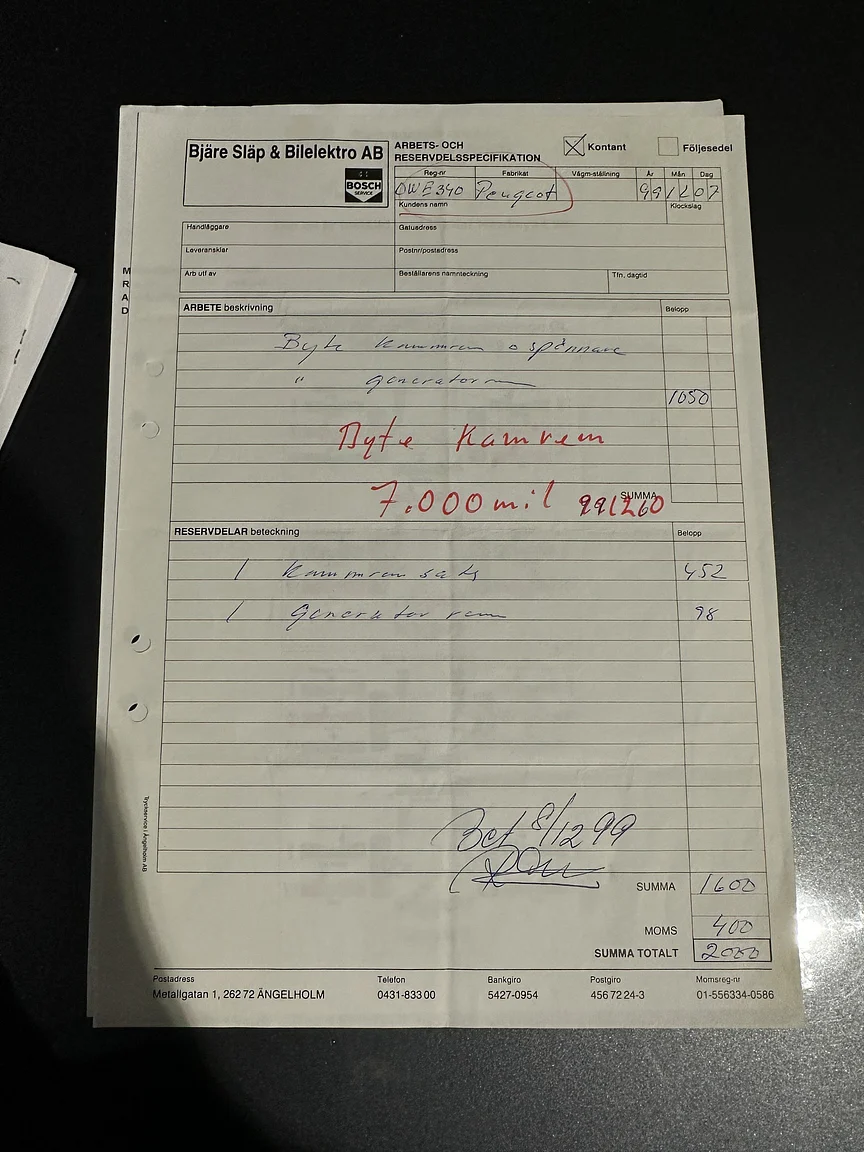 Bjäre Släp & Bilelektro AB
BOSCH
SERVICE
ARBETS- OCH
RESERVDELSSPECIFIKATION
Kontant
Följesedel
Reg-nr Fabrikat Vägm-ställning År Mån Dag
OWE340 Peugeot 99 12 07
Kundens namn Klockslag
Handläggare Gatuadress
Leveransklar Postnr/postadress
Arb utf av Beställarens namnteckning Tfn, dagtid
MRAD
ARBETE beskrivning Belopp
Byte kamrem o spännare
" generatorrem
1050
Byte Kamrem
SUMMA
7.000 mil
RESERVDELAR beteckning Belopp
1 kamrem sats 452
1 Generator rem 98
Bet 8/12 99
SUMMA 1600
MOMS 400
SUMMA TOTALT 2000
Tryckservice i Ängelholm AB
Postadress Telefon Bankgiro Postgiro Momsreg-nr
Metallgatan 1, 262 72 ÄNGELHOLM 0431-833 00 5427-0954 456 72 24-3 01-556334-0586